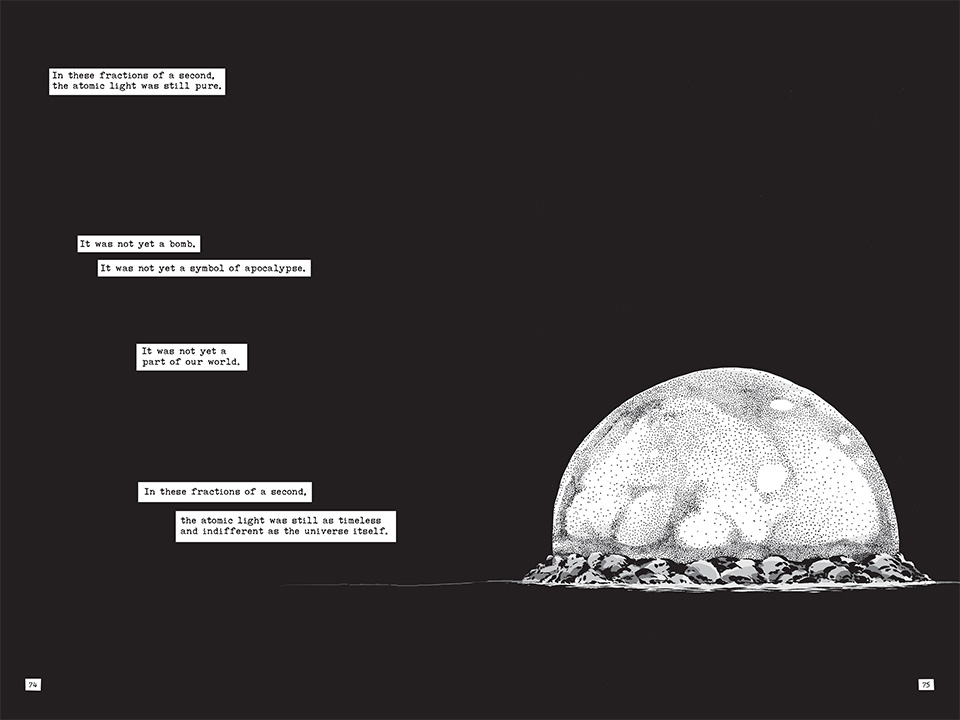 In these fractions of a second,
the atomic light was still pure.
It was not yet a bomb.
It was not yet a symbol of apocalypse.
It was not yet a
part of our world.
In these fractions of a second,
the atomic light was still as timeless
and indifferent as the universe itself.
74
75